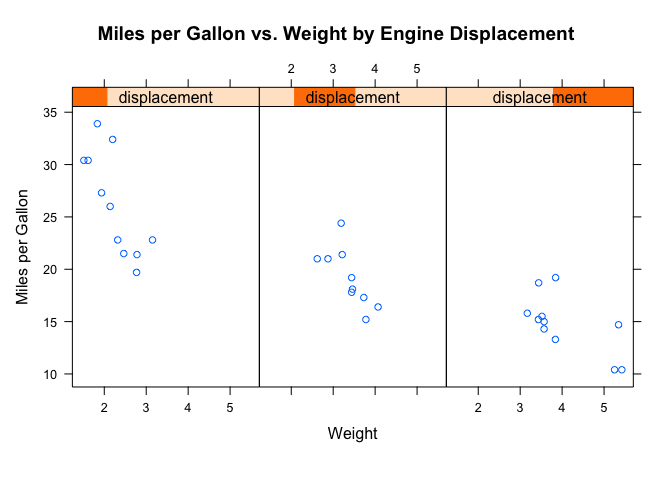 Miles per Gallon vs. Weight by Engine Displacement
2 3 4 5
displacement displacement displacement
35
30
25
20
15
10
Miles per Gallon
2 3 4 5 2 3 4 5
Weight